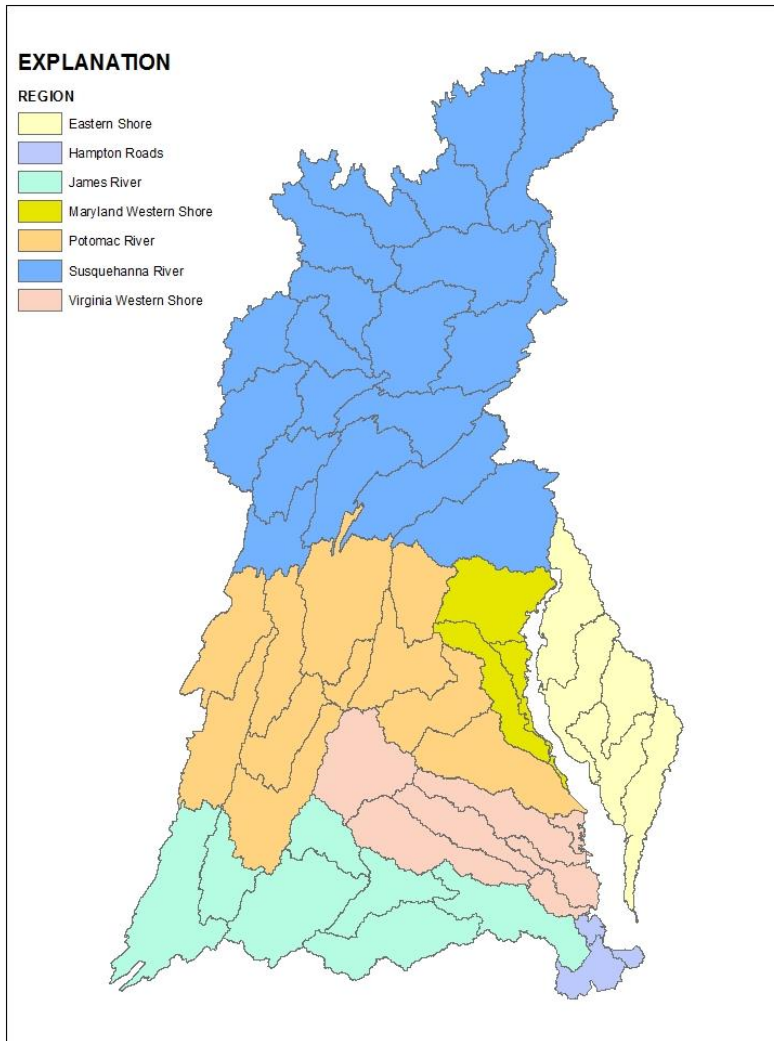 EXPLANATION
REGION
Eastern Shore
Hampton Roads
James River
Maryland Western Shore
Potomac River
Susquehanna River
Virginia Western Shore